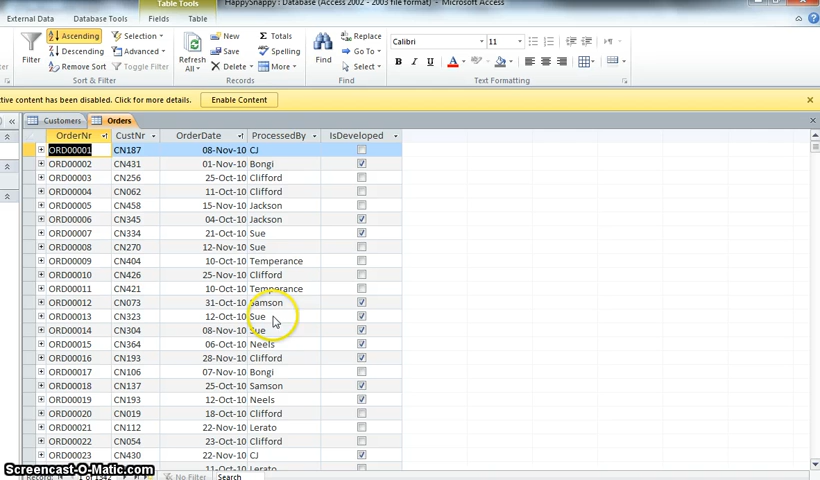 Table Tools
HappySnappy : Database (Access 2002 - 2003 file format) - Microsoft Access
External Data Database Tools Fields Table
Filter
Ascending
Descending
Remove Sort
Selection
Advanced
Toggle Filter
Sort & Filter
Refresh
All
New
Save
Delete
Totals
Spelling
More
Records
Find
Replace
Go To
Select
Find
Calibri 11
B I U A
Text Formatting
ctive content has been disabled. Click for more details. Enable Content
Customers Orders
OrderNr CustNr OrderDate ProcessedBy IsDeveloped
ORD00001 CN187 08-Nov-10 CJ
ORD00002 CN431 01-Nov-10 Bongi
ORD00003 CN256 25-Oct-10 Clifford
ORD00004 CN062 11-Oct-10 Clifford
ORD00005 CN458 15-Nov-10 Jackson
ORD00006 CN345 04-Oct-10 Jackson
ORD00007 CN334 21-Oct-10 Sue
ORD00008 CN270 12-Nov-10 Sue
ORD00009 CN404 10-Nov-10 Temperance
ORD00010 CN426 25-Nov-10 Clifford
ORD00011 CN421 10-Nov-10 Temperance
ORD00012 CN073 31-Oct-10 Samson
ORD00013 CN323 12-Oct-10 Sue
ORD00014 CN304 08-Nov-10 Sue
ORD00015 CN364 06-Oct-10 Neels
ORD00016 CN193 28-Nov-10 Clifford
ORD00017 CN106 07-Nov-10 Bongi
ORD00018 CN137 25-Oct-10 Samson
ORD00019 CN193 12-Oct-10 Neels
ORD00020 CN019 18-Oct-10 Clifford
ORD00021 CN112 22-Nov-10 Lerato
ORD00022 CN054 23-Oct-10 Clifford
ORD00023 CN430 22-Nov-10 CJ
11-Oct-10 Lerato
Screencast-O-Matic.com
Record: 1 of 1342 No Filter Search